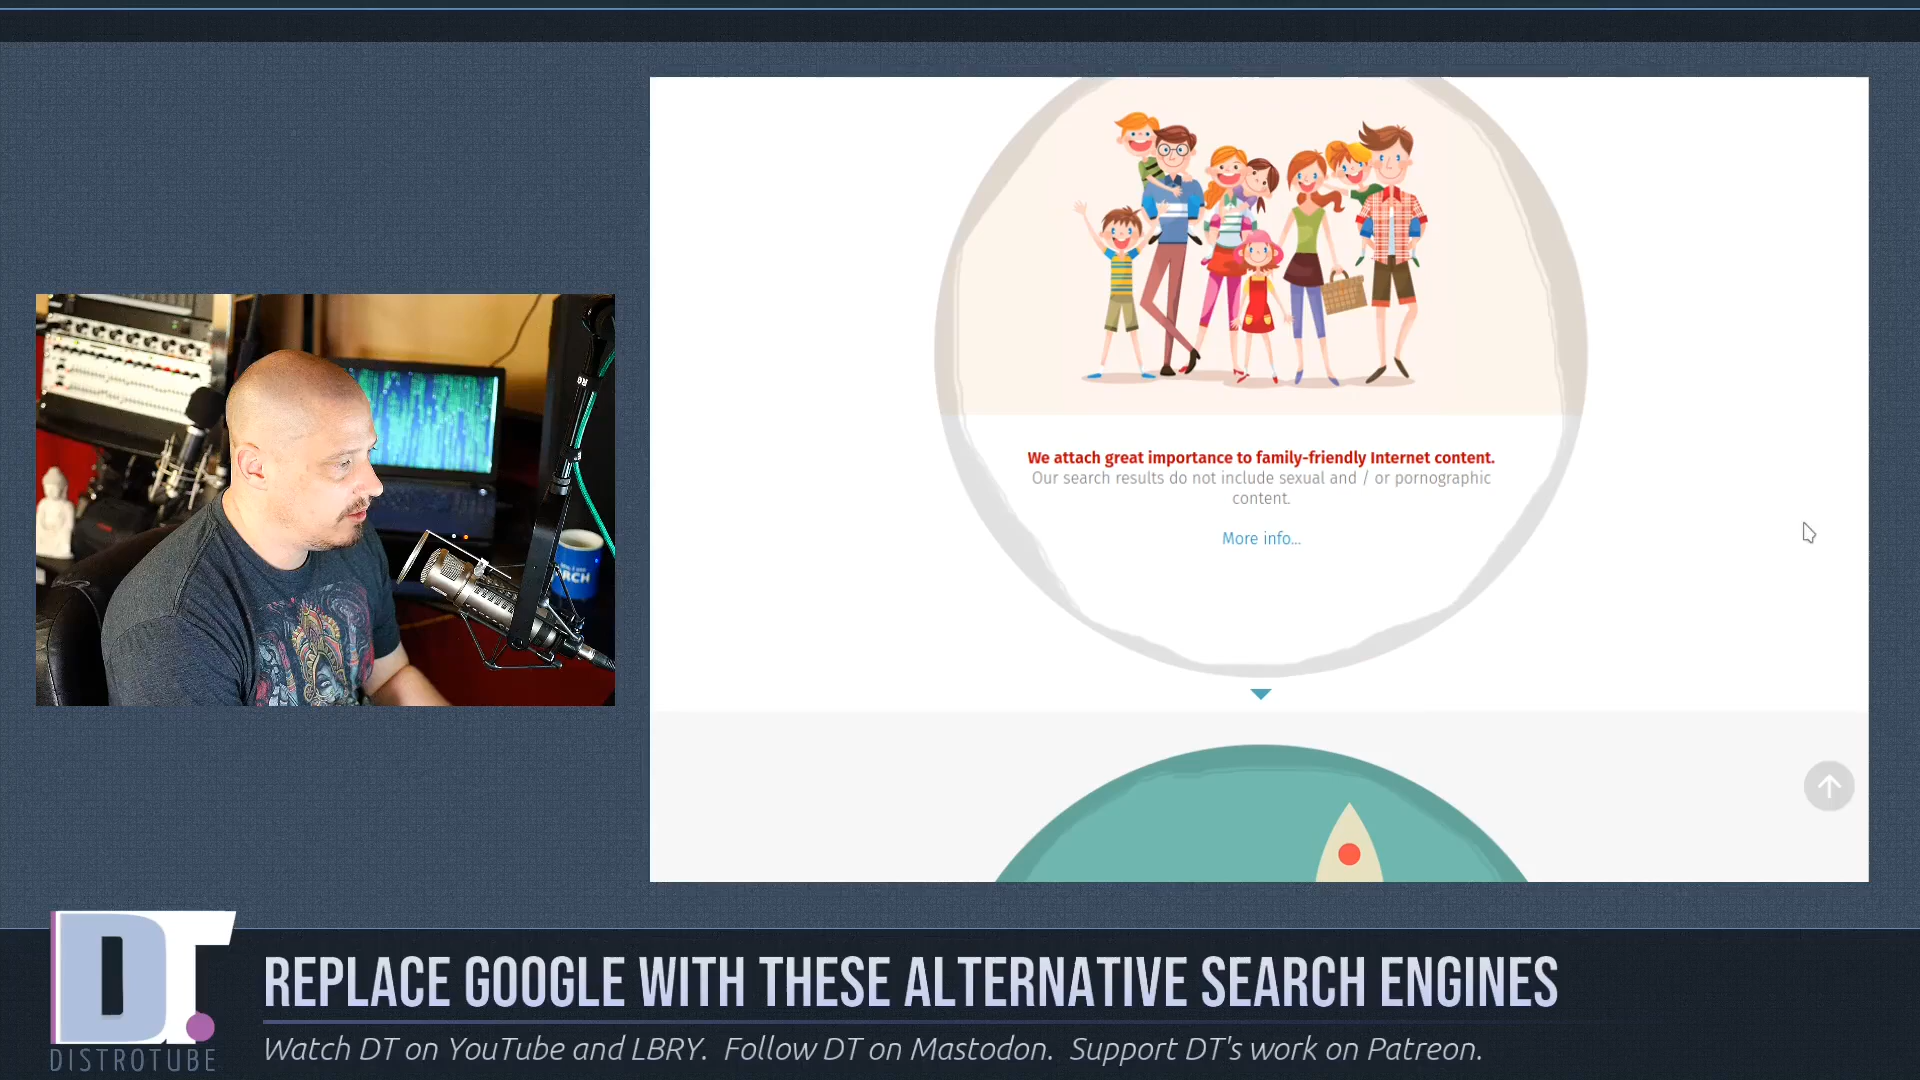 We attach great importance to family-friendly Internet content.
Our search results do not include sexual and / or pornographic
content.
More info...
RCH
DT
DISTROTUBE
REPLACE GOOGLE WITH THESE ALTERNATIVE SEARCH ENGINES
Watch DT on YouTube and LBRY. Follow DT on Mastodon. Support DT's work on Patreon.